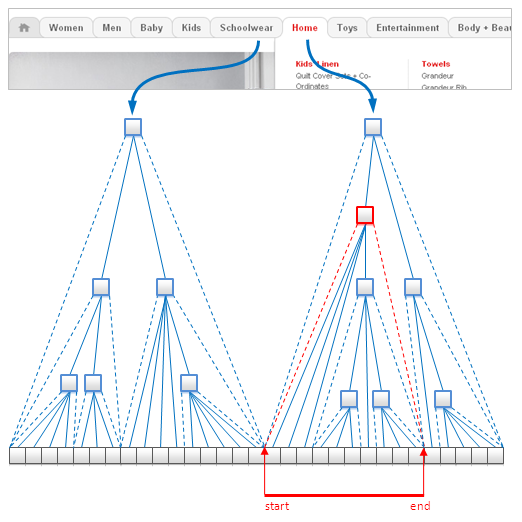 Women Men Baby Kids Schoolwear Home Toys Entertainment Body + Beau
Kids' Linen Towels
Quilt Cover Sets + Co- Grandeur
Ordinates Grandeur Rib
start end